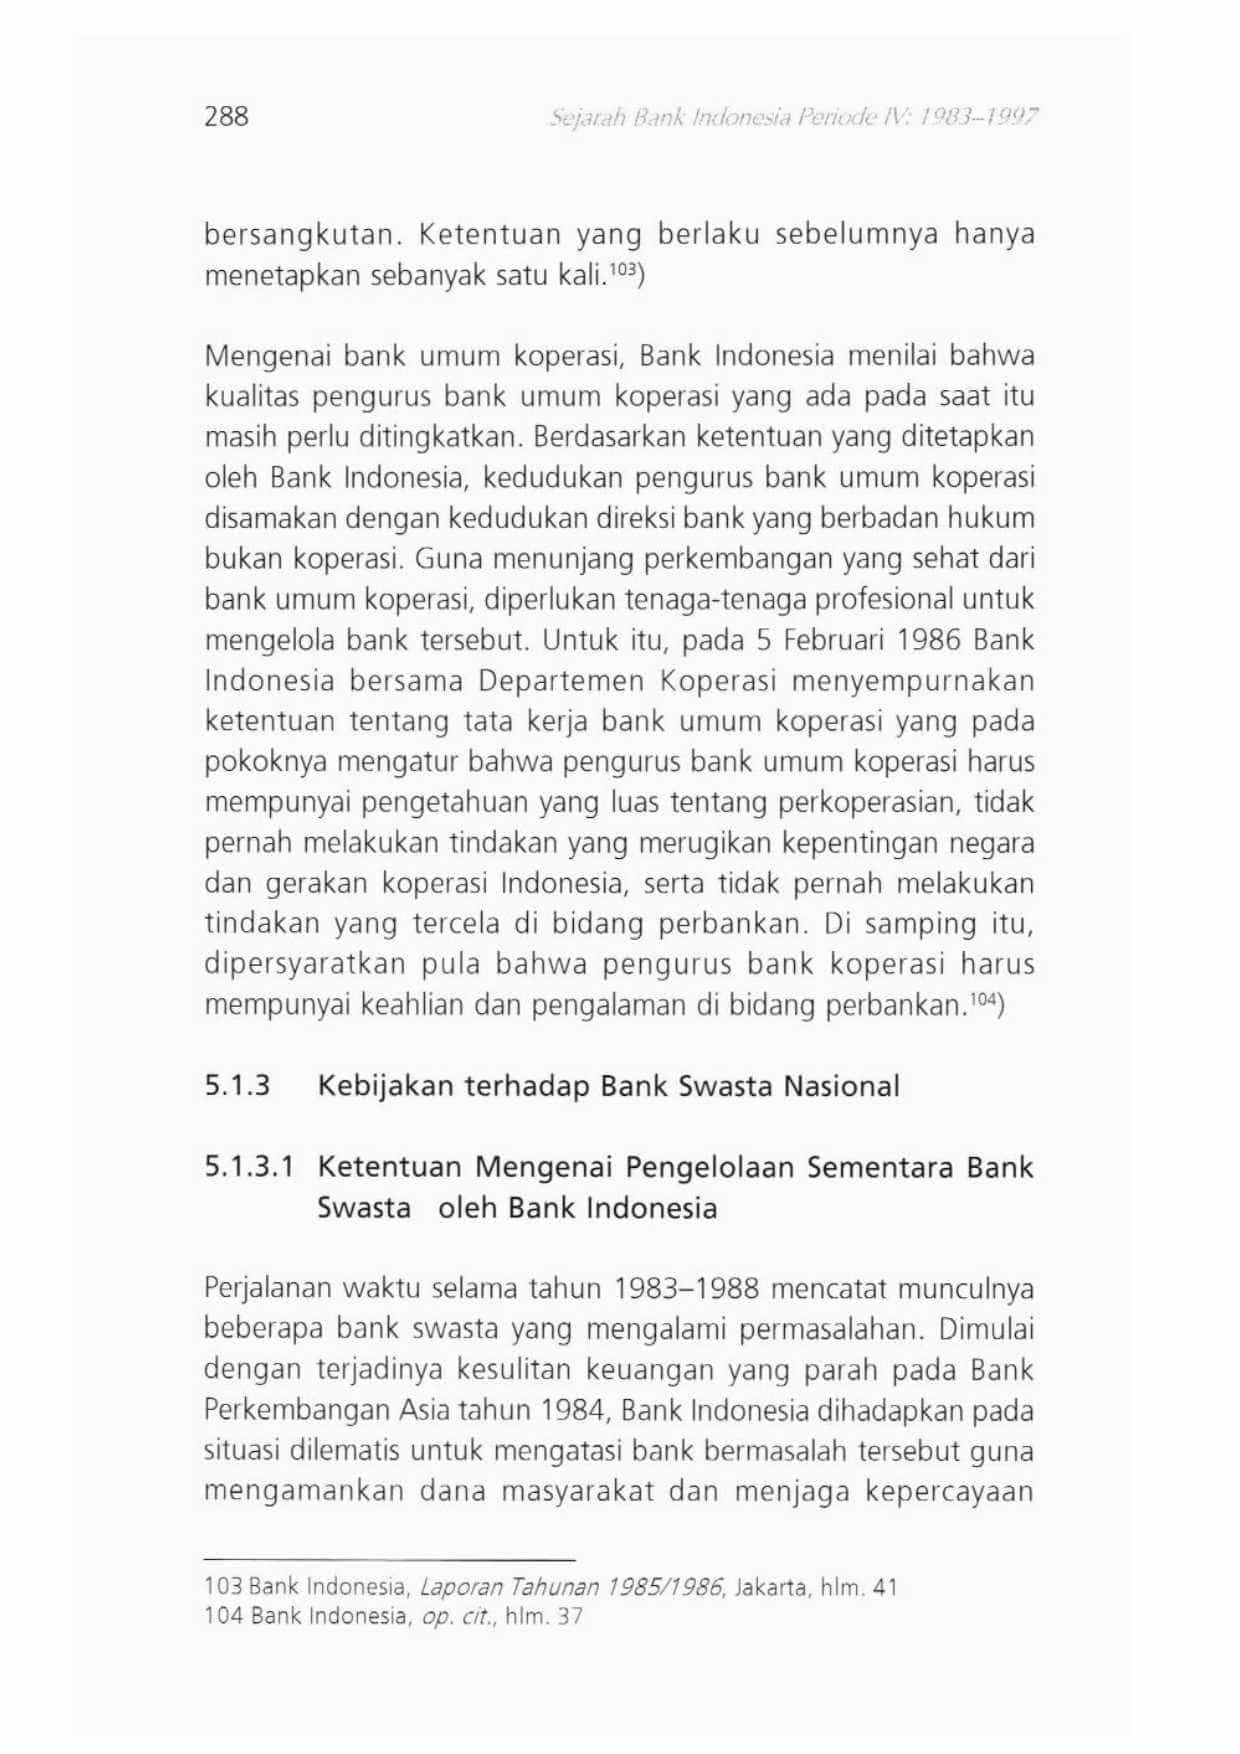 288
Sejarah Bank Indonesia Periode IV: 1983–1997
bersangkutan. Ketentuan yang berlaku sebelumnya hanya
menetapkan sebanyak satu kali.103)
Mengenai bank umum koperasi, Bank Indonesia menilai bahwa
kualitas pengurus bank umum koperasi yang ada pada saat itu
masih perlu ditingkatkan. Berdasarkan ketentuan yang ditetapkan
oleh Bank Indonesia, kedudukan pengurus bank umum koperasi
disamakan dengan kedudukan direksi bank yang berbadan hukum
bukan koperasi. Guna menunjang perkembangan yang sehat dari
bank umum koperasi, diperlukan tenaga-tenaga profesional untuk
mengelola bank tersebut. Untuk itu, pada 5 Februari 1986 Bank
Indonesia bersama Departemen Koperasi menyempurnakan
ketentuan tentang tata kerja bank umum koperasi yang pada
pokoknya mengatur bahwa pengurus bank umum koperasi harus
mempunyai pengetahuan yang luas tentang perkoperasian, tidak
pernah melakukan tindakan yang merugikan kepentingan negara
dan gerakan koperasi Indonesia, serta tidak pernah melakukan
tindakan yang tercela di bidang perbankan. Di samping itu,
dipersyaratkan pula bahwa pengurus bank koperasi harus
mempunyai keahlian dan pengalaman di bidang perbankan.104)
5.1.3 Kebijakan terhadap Bank Swasta Nasional
5.1.3.1 Ketentuan Mengenai Pengelolaan Sementara Bank
Swasta oleh Bank Indonesia
Perjalanan waktu selama tahun 1983–1988 mencatat munculnya
beberapa bank swasta yang mengalami permasalahan. Dimulai
dengan terjadinya kesulitan keuangan yang parah pada Bank
Perkembangan Asia tahun 1984, Bank Indonesia dihadapkan pada
situasi dilematis untuk mengatasi bank bermasalah tersebut guna
mengamankan dana masyarakat dan menjaga kepercayaan
103 Bank Indonesia, Laporan Tahunan 1985/1986, Jakarta, hlm. 41
104 Bank Indonesia, op. cit., hlm. 37